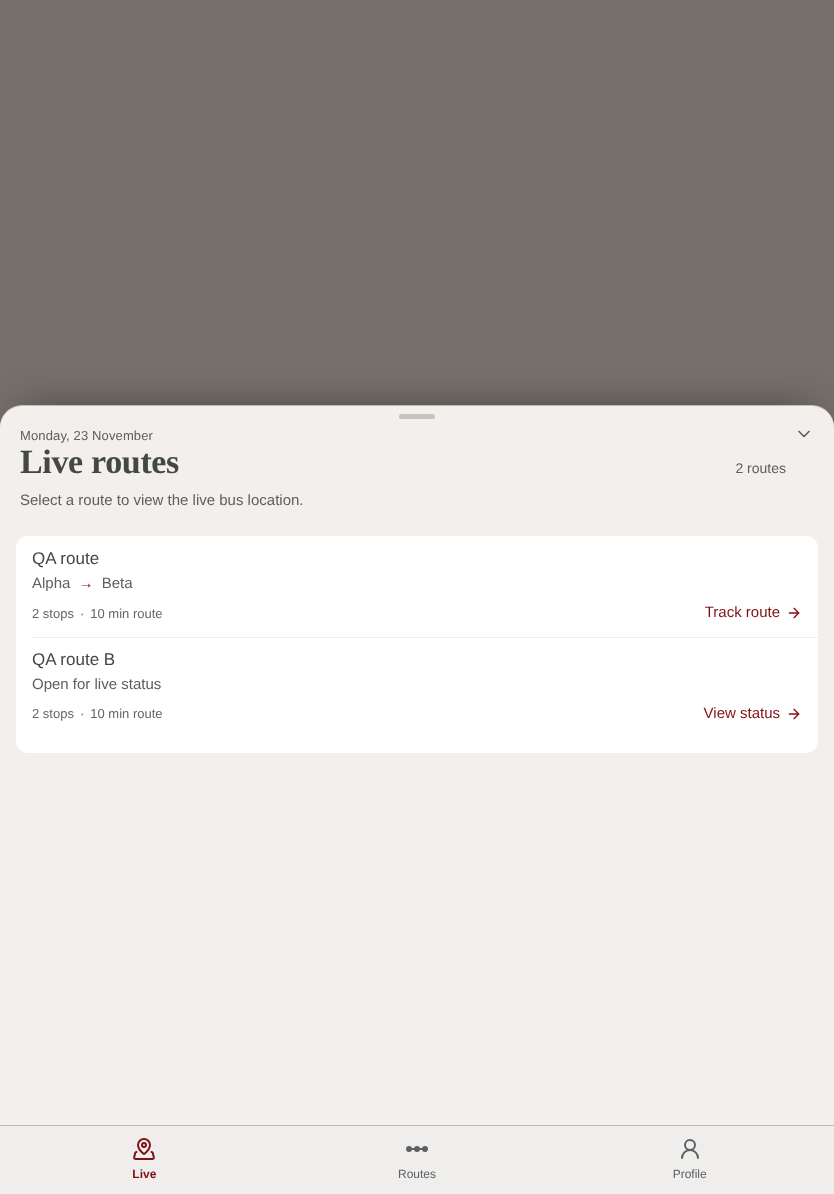 Monday, 23 November
Live routes
2 routes
Select a route to view the live bus location.
QA route
Alpha → Beta
2 stops · 10 min route
Track route →
QA route B
Open for live status
2 stops · 10 min route
View status →
Live
Routes
Profile